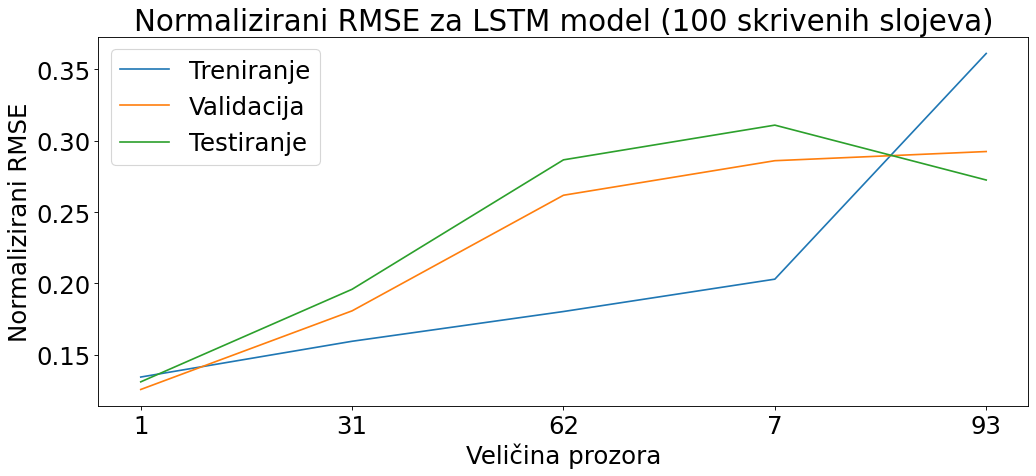 Normalizirani RMSE za LSTM model (100 skrivenih slojeva)
Treniranje
Validacija
Testiranje
Normalizirani RMSE
0.35
0.30
0.25
0.20
0.15
1 31 62 7 93
Veličina prozora